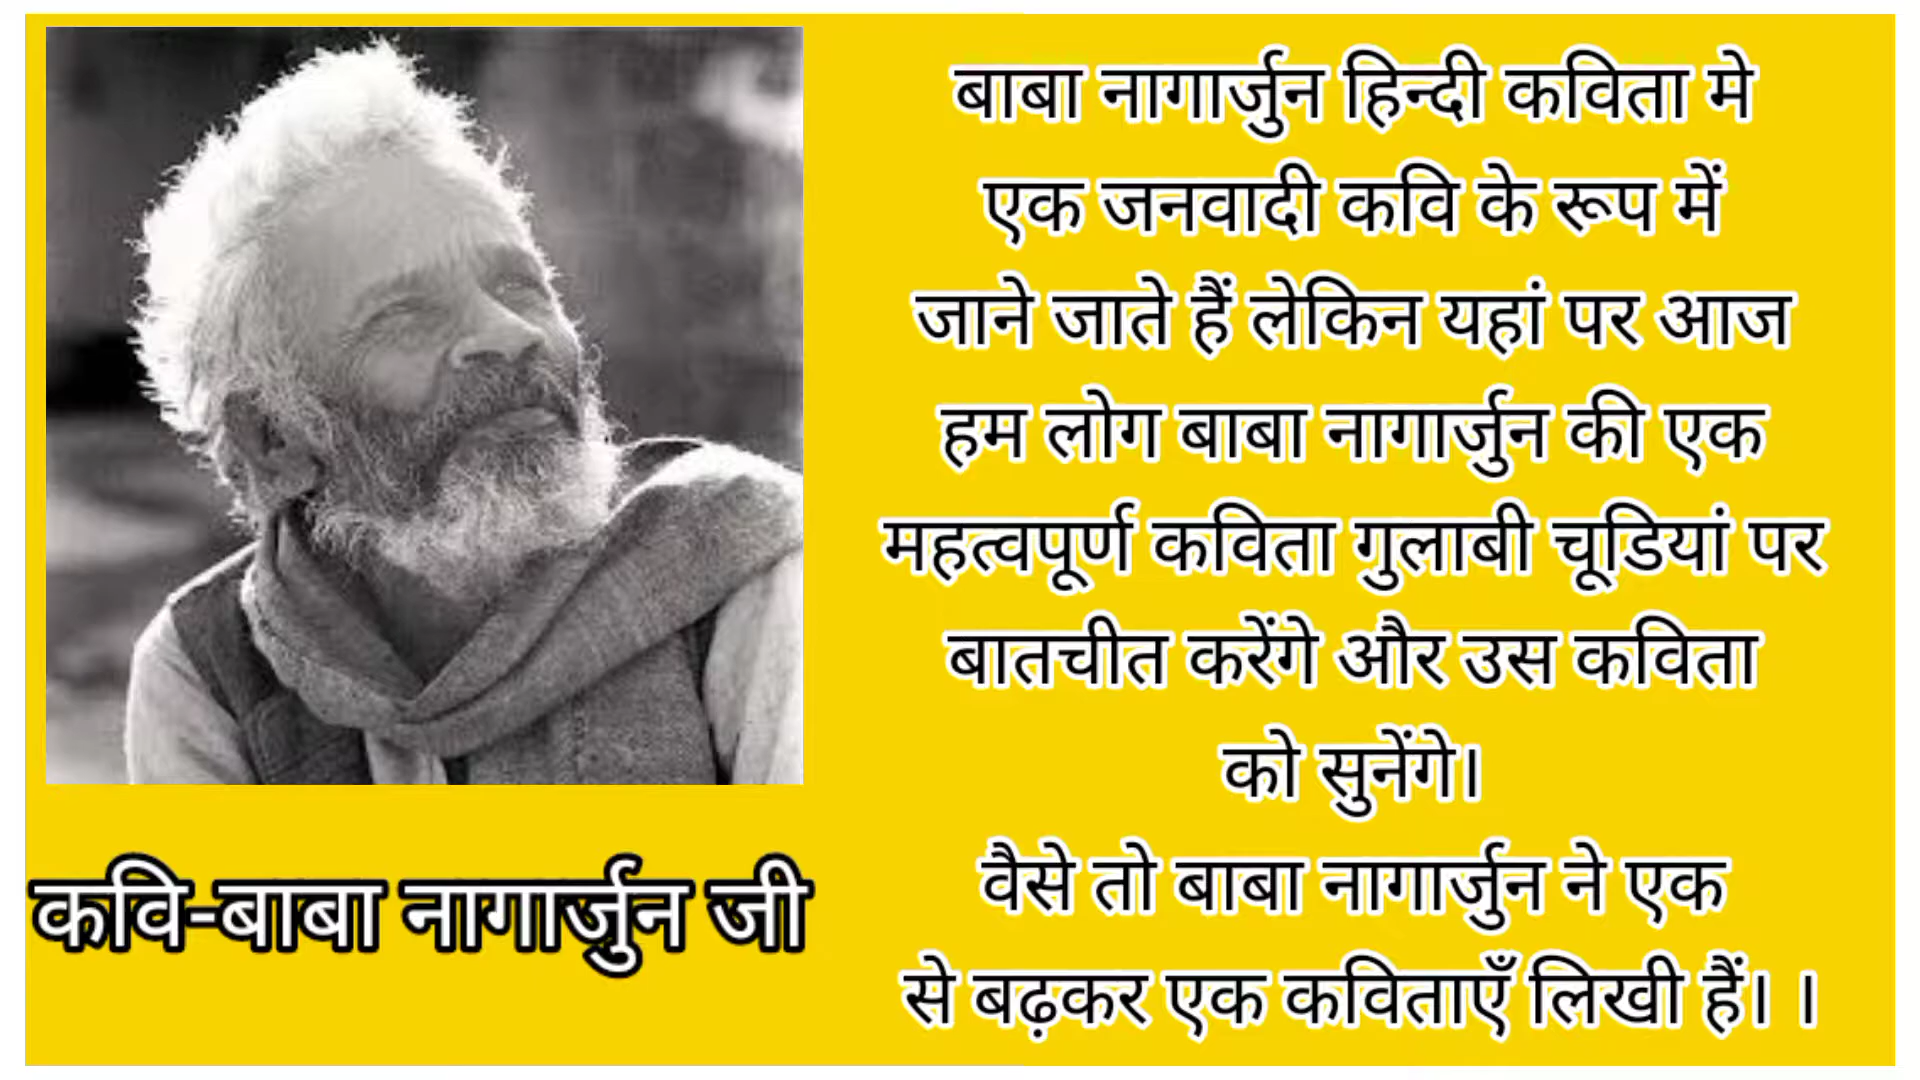 बाबा नागार्जुन हिन्दी कविता मे
एक जनवादी कवि के रूप में
जाने जाते हैं लेकिन यहां पर आज
हम लोग बाबा नागार्जुन की एक
महत्वपूर्ण कविता गुलाबी चूडियां पर
बातचीत करेंगे और उस कविता
को सुनेंगे।
वैसे तो बाबा नागार्जुन ने एक
से बढ़कर एक कविताएँ लिखी हैं। ।
कवि-बाबा नागार्जुन जी